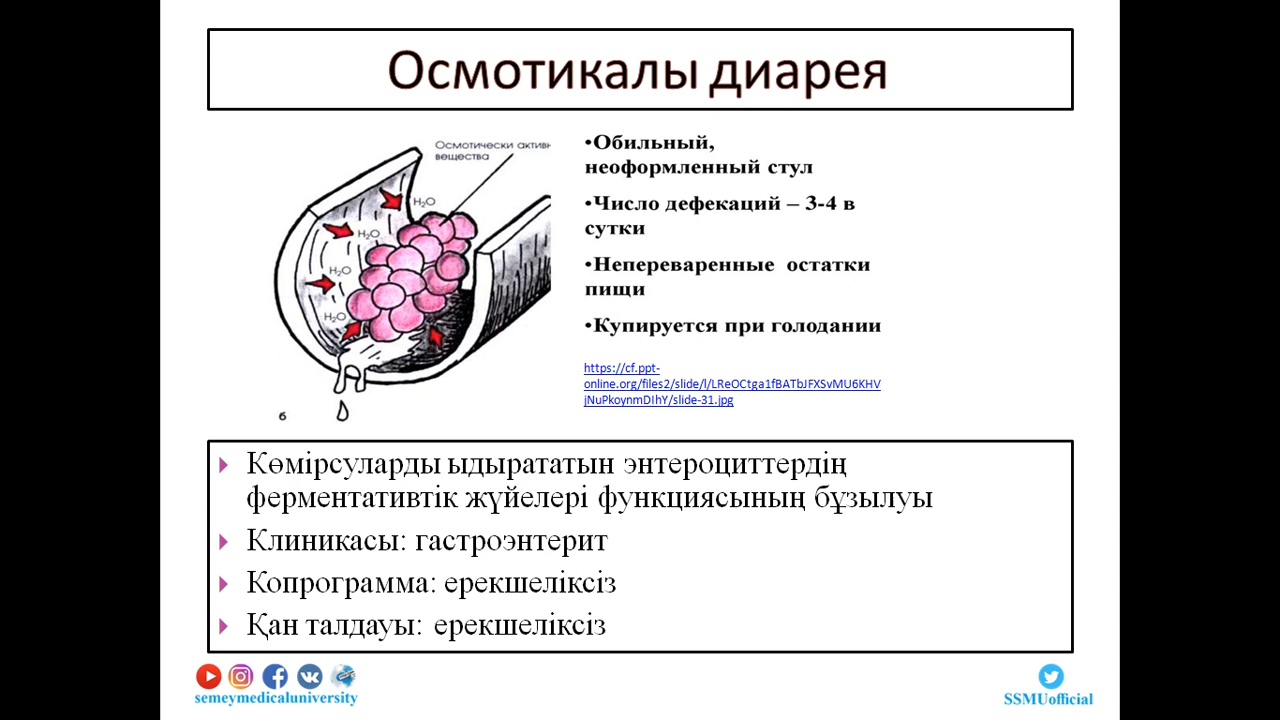 Осмотикалы диарея
Осмотически активн
вещества
H₂O
H₂O
H₂O
H₂O
б
•Обильный,
неоформленный стул
•Число дефекаций – 3-4 в
сутки
•Непереваренные остатки
пищи
•Купируется при голодании
https://cf.ppt-
online.org/files2/slide/l/LReOCtga1fBATbJFXSvMU6KHV
jNuPkoynmDIhY/slide-31.jpg
Көмірсуларды ыдырататын энтероциттердің
ферментативтік жүйелері функциясының бұзылуы
Клиникасы: гастроэнтерит
Копрограмма: ерекшеліксіз
Қан талдауы: ерекшеліксіз
semeymedicaluniversity
SSMUofficial